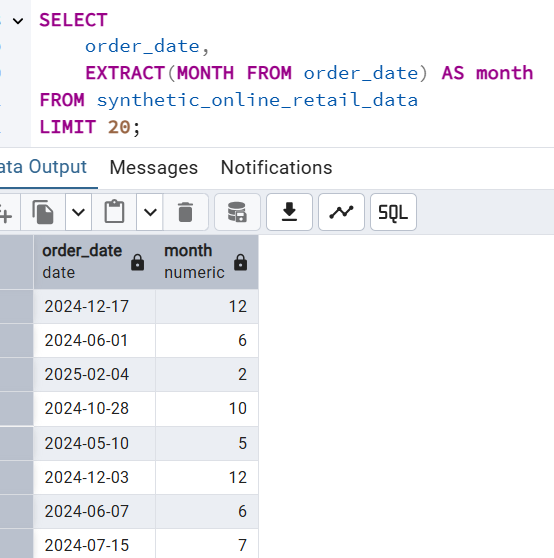 SELECT
order_date,
EXTRACT(MONTH FROM order_date) AS month
FROM synthetic_online_retail_data
LIMIT 20;
ata Output Messages Notifications
SQL
order_date month
date numeric
2024-12-17 12
2024-06-01 6
2025-02-04 2
2024-10-28 10
2024-05-10 5
2024-12-03 12
2024-06-07 6
2024-07-15 7